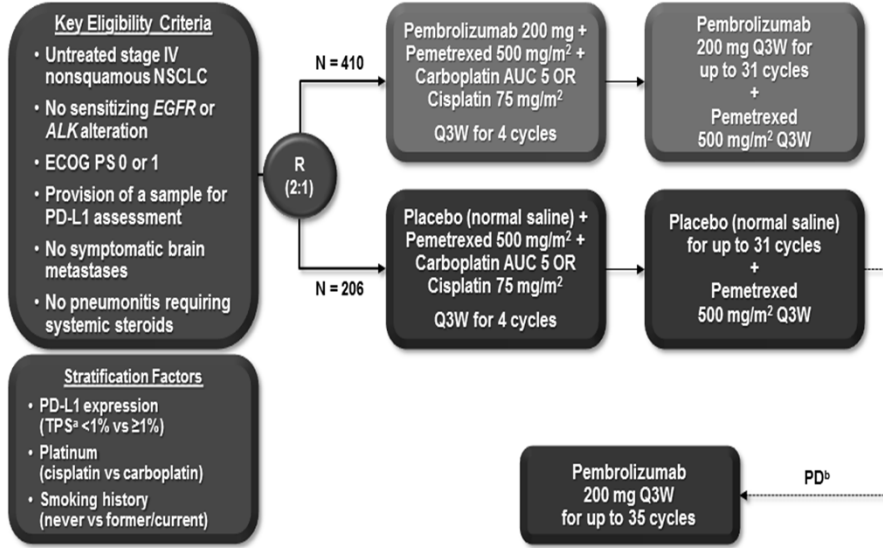 Key Eligibility Criteria
• Untreated stage IV
nonsquamous NSCLC
• No sensitizing EGFR or
ALK alteration
• ECOG PS 0 or 1
• Provision of a sample for
PD-L1 assessment
• No symptomatic brain
metastases
• No pneumonitis requiring
systemic steroids
Stratification Factors
• PD-L1 expression
(TPSᵃ <1% vs ≥1%)
• Platinum
(cisplatin vs carboplatin)
• Smoking history
(never vs former/current)
R
(2:1)
N = 410
Pembrolizumab 200 mg +
Pemetrexed 500 mg/m² +
Carboplatin AUC 5 OR
Cisplatin 75 mg/m²
Q3W for 4 cycles
Pembrolizumab
200 mg Q3W for
up to 31 cycles
+
Pemetrexed
500 mg/m² Q3W
N = 206
Placebo (normal saline) +
Pemetrexed 500 mg/m² +
Carboplatin AUC 5 OR
Cisplatin 75 mg/m²
Q3W for 4 cycles
Placebo (normal saline)
for up to 31 cycles
+
Pemetrexed
500 mg/m² Q3W
PDᵇ
Pembrolizumab
200 mg Q3W
for up to 35 cycles